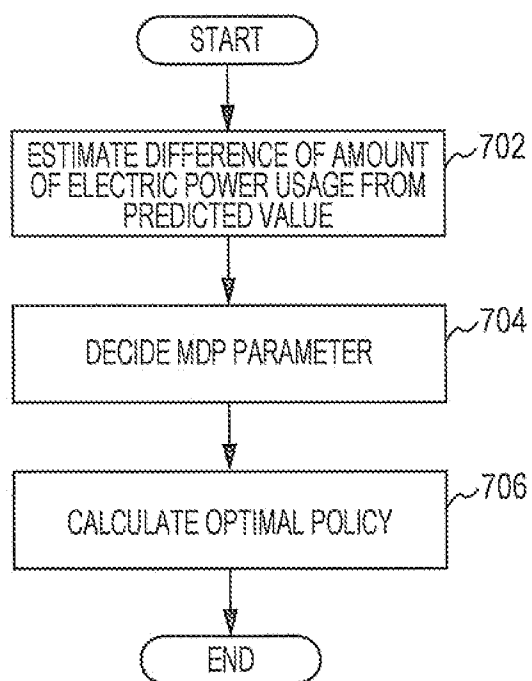 START
ESTIMATE DIFFERENCE OF AMOUNT
OF ELECTRIC POWER USAGE FROM
PREDICTED VALUE
702
DECIDE MDP PARAMETER
704
CALCULATE OPTIMAL POLICY
706
END